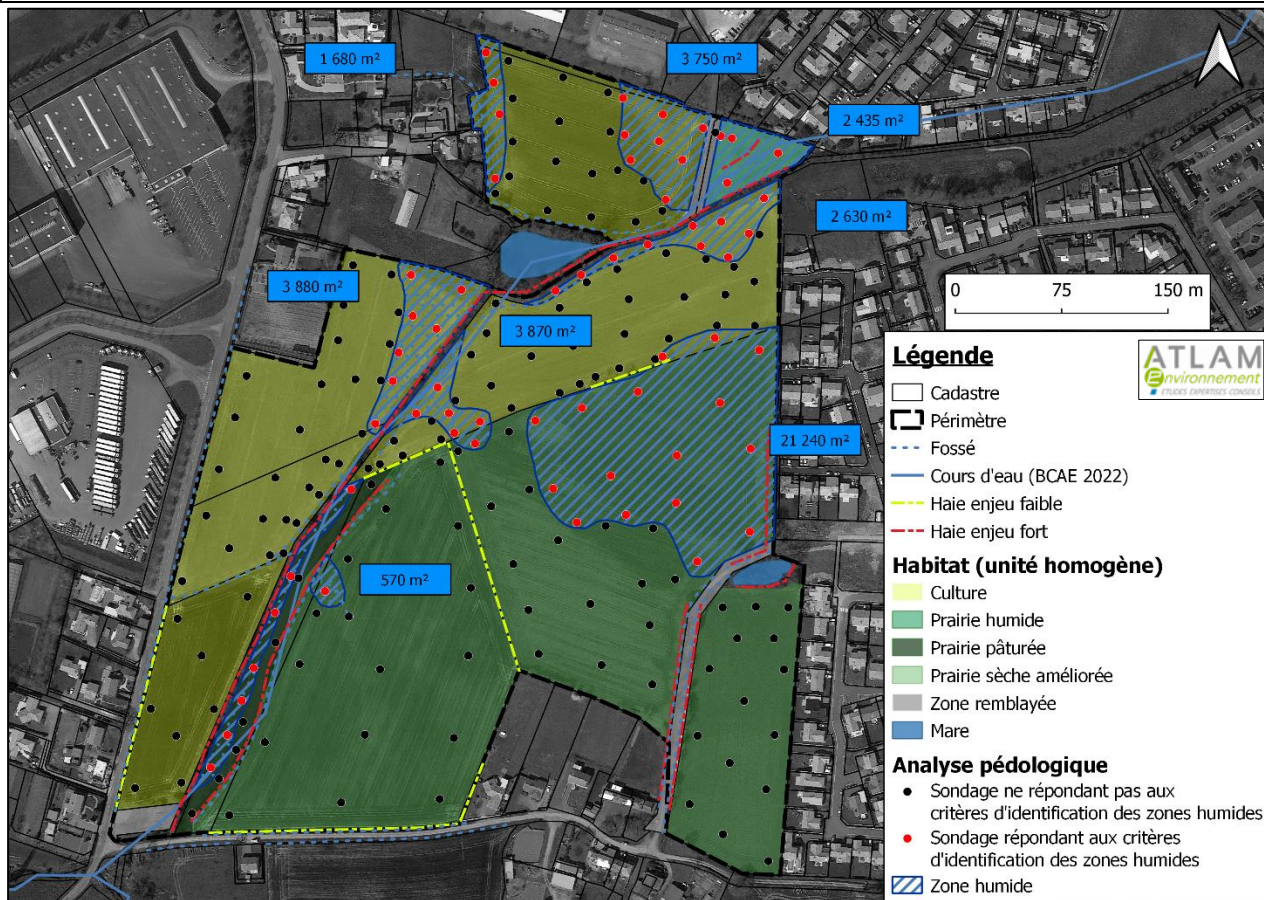 1 680 m²
3 750 m²
2 435 m²
2 630 m²
3 880 m²
3 870 m²
21 240 m²
570 m²
0 75 150 m
Légende
ATLAM
Environnement
ETUDES EXPERTISES CONSEILS
Cadastre
Périmètre
Fossé
Cours d'eau (BCAE 2022)
Haie enjeu faible
Haie enjeu fort
Habitat (unité homogène)
Culture
Prairie humide
Prairie pâturée
Prairie sèche améliorée
Zone remblayée
Mare
Analyse pédologique
Sondage ne répondant pas aux
critères d'identification des zones humides
Sondage répondant aux critères
d'identification des zones humides
Zone humide